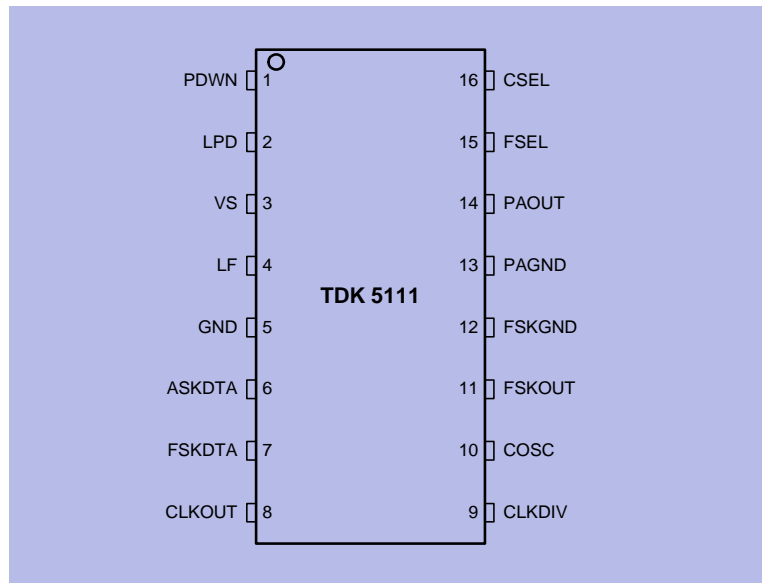 PDWN 1 16 CSEL
LPD 2 15 FSEL
VS 3 14 PAOUT
LF 4 13 PAGND
TDK 5111
GND 5 12 FSKGND
ASKDTA 6 11 FSKOUT
FSKDTA 7 10 COSC
CLKOUT 8 9 CLKDIV